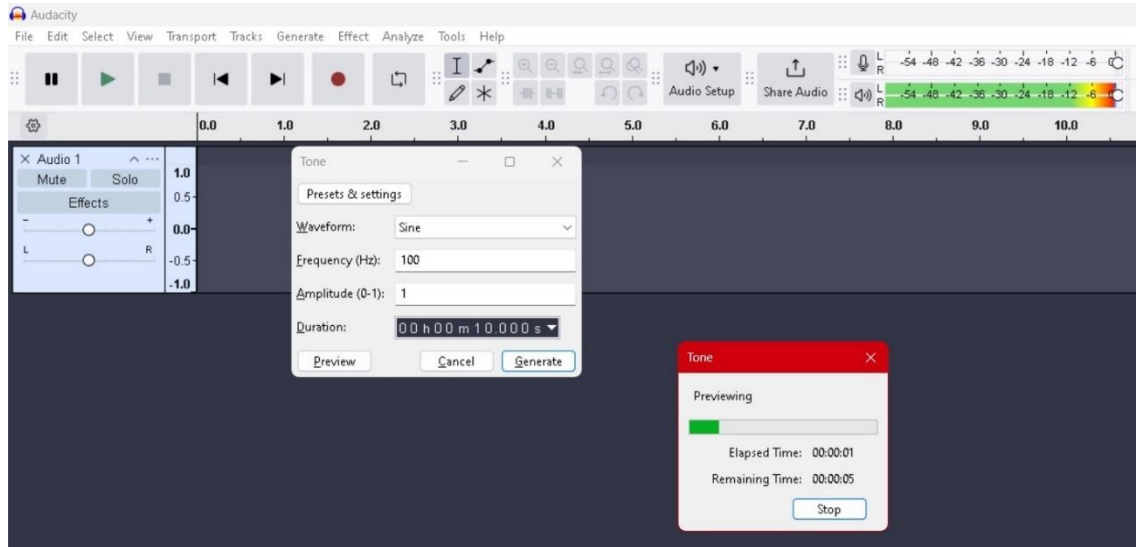 Audacity
File Edit Select View Transport Tracks Generate Effect Analyze Tools Help
L
R
-54 -48 -42 -36 -30 -24 -18 -12 -6
Audio Setup
Share Audio
L
R
-54 -48 -42 -36 -30 -24 -18 -12 -6
0.0 1.0 2.0 3.0 4.0 5.0 6.0 7.0 8.0 9.0 10.0
Audio 1
Mute Solo
Effects
- +
L R
1.0
0.5
0.0
-0.5
-1.0
Tone
Presets & settings
Waveform: Sine
Frequency (Hz): 100
Amplitude (0-1): 1
Duration: 00 h 00 m 10.000 s
Preview Cancel Generate
Tone
Previewing
Elapsed Time: 00:00:01
Remaining Time: 00:00:05
Stop